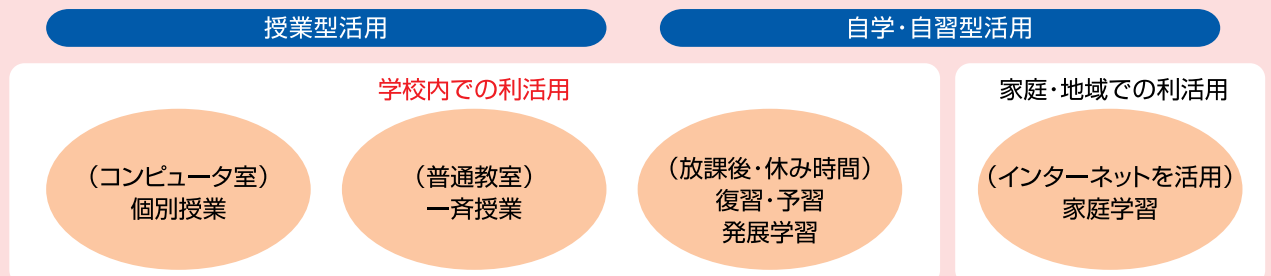 授業型活用
自学・自習型活用
学校内での利活用
家庭・地域での利活用
（コンピュータ室）
個別授業
（普通教室）
一斉授業
（放課後・休み時間）
復習・予習
発展学習
（インターネットを活用）
家庭学習